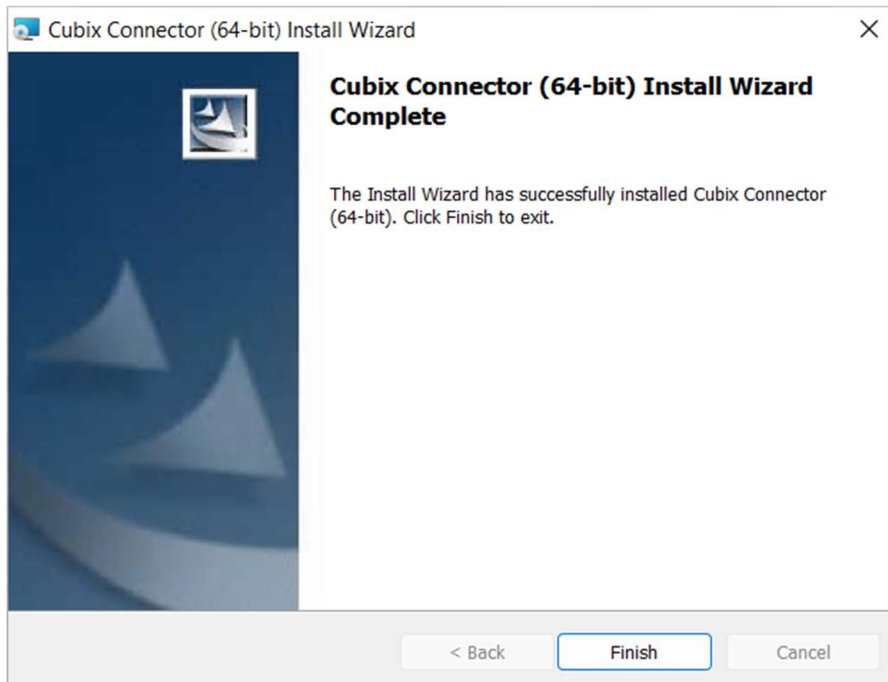 Cubix Connector (64-bit) Install Wizard
Cubix Connector (64-bit) Install Wizard
Complete
The Install Wizard has successfully installed Cubix Connector
(64-bit). Click Finish to exit.
< Back
Finish
Cancel